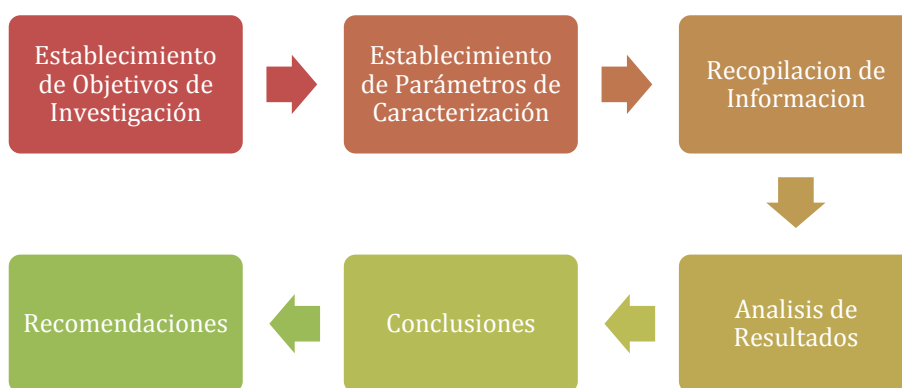 Establecimiento
de Objetivos de
Investigación
Establecimiento
de Parámetros de
Caracterización
Recopilacion de
Informacion
Analisis de
Resultados
Conclusiones
Recomendaciones